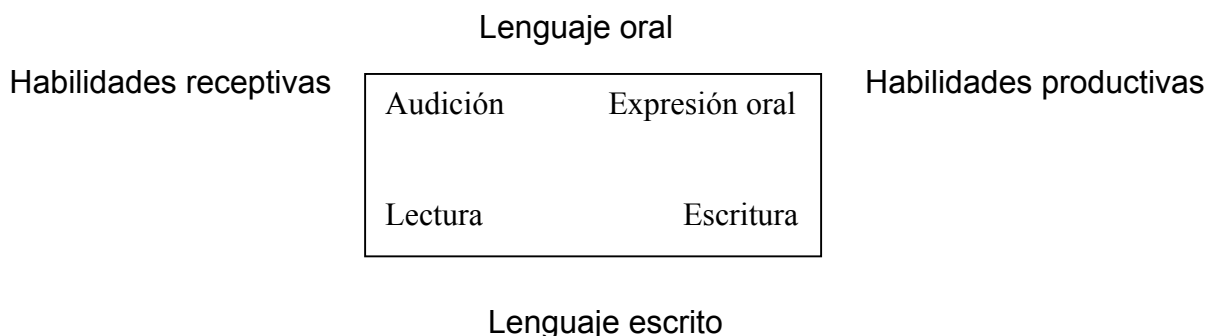 Lenguaje oral
Habilidades receptivas
Habilidades productivas
Audición
Expresión oral
Lectura
Escritura
Lenguaje escrito